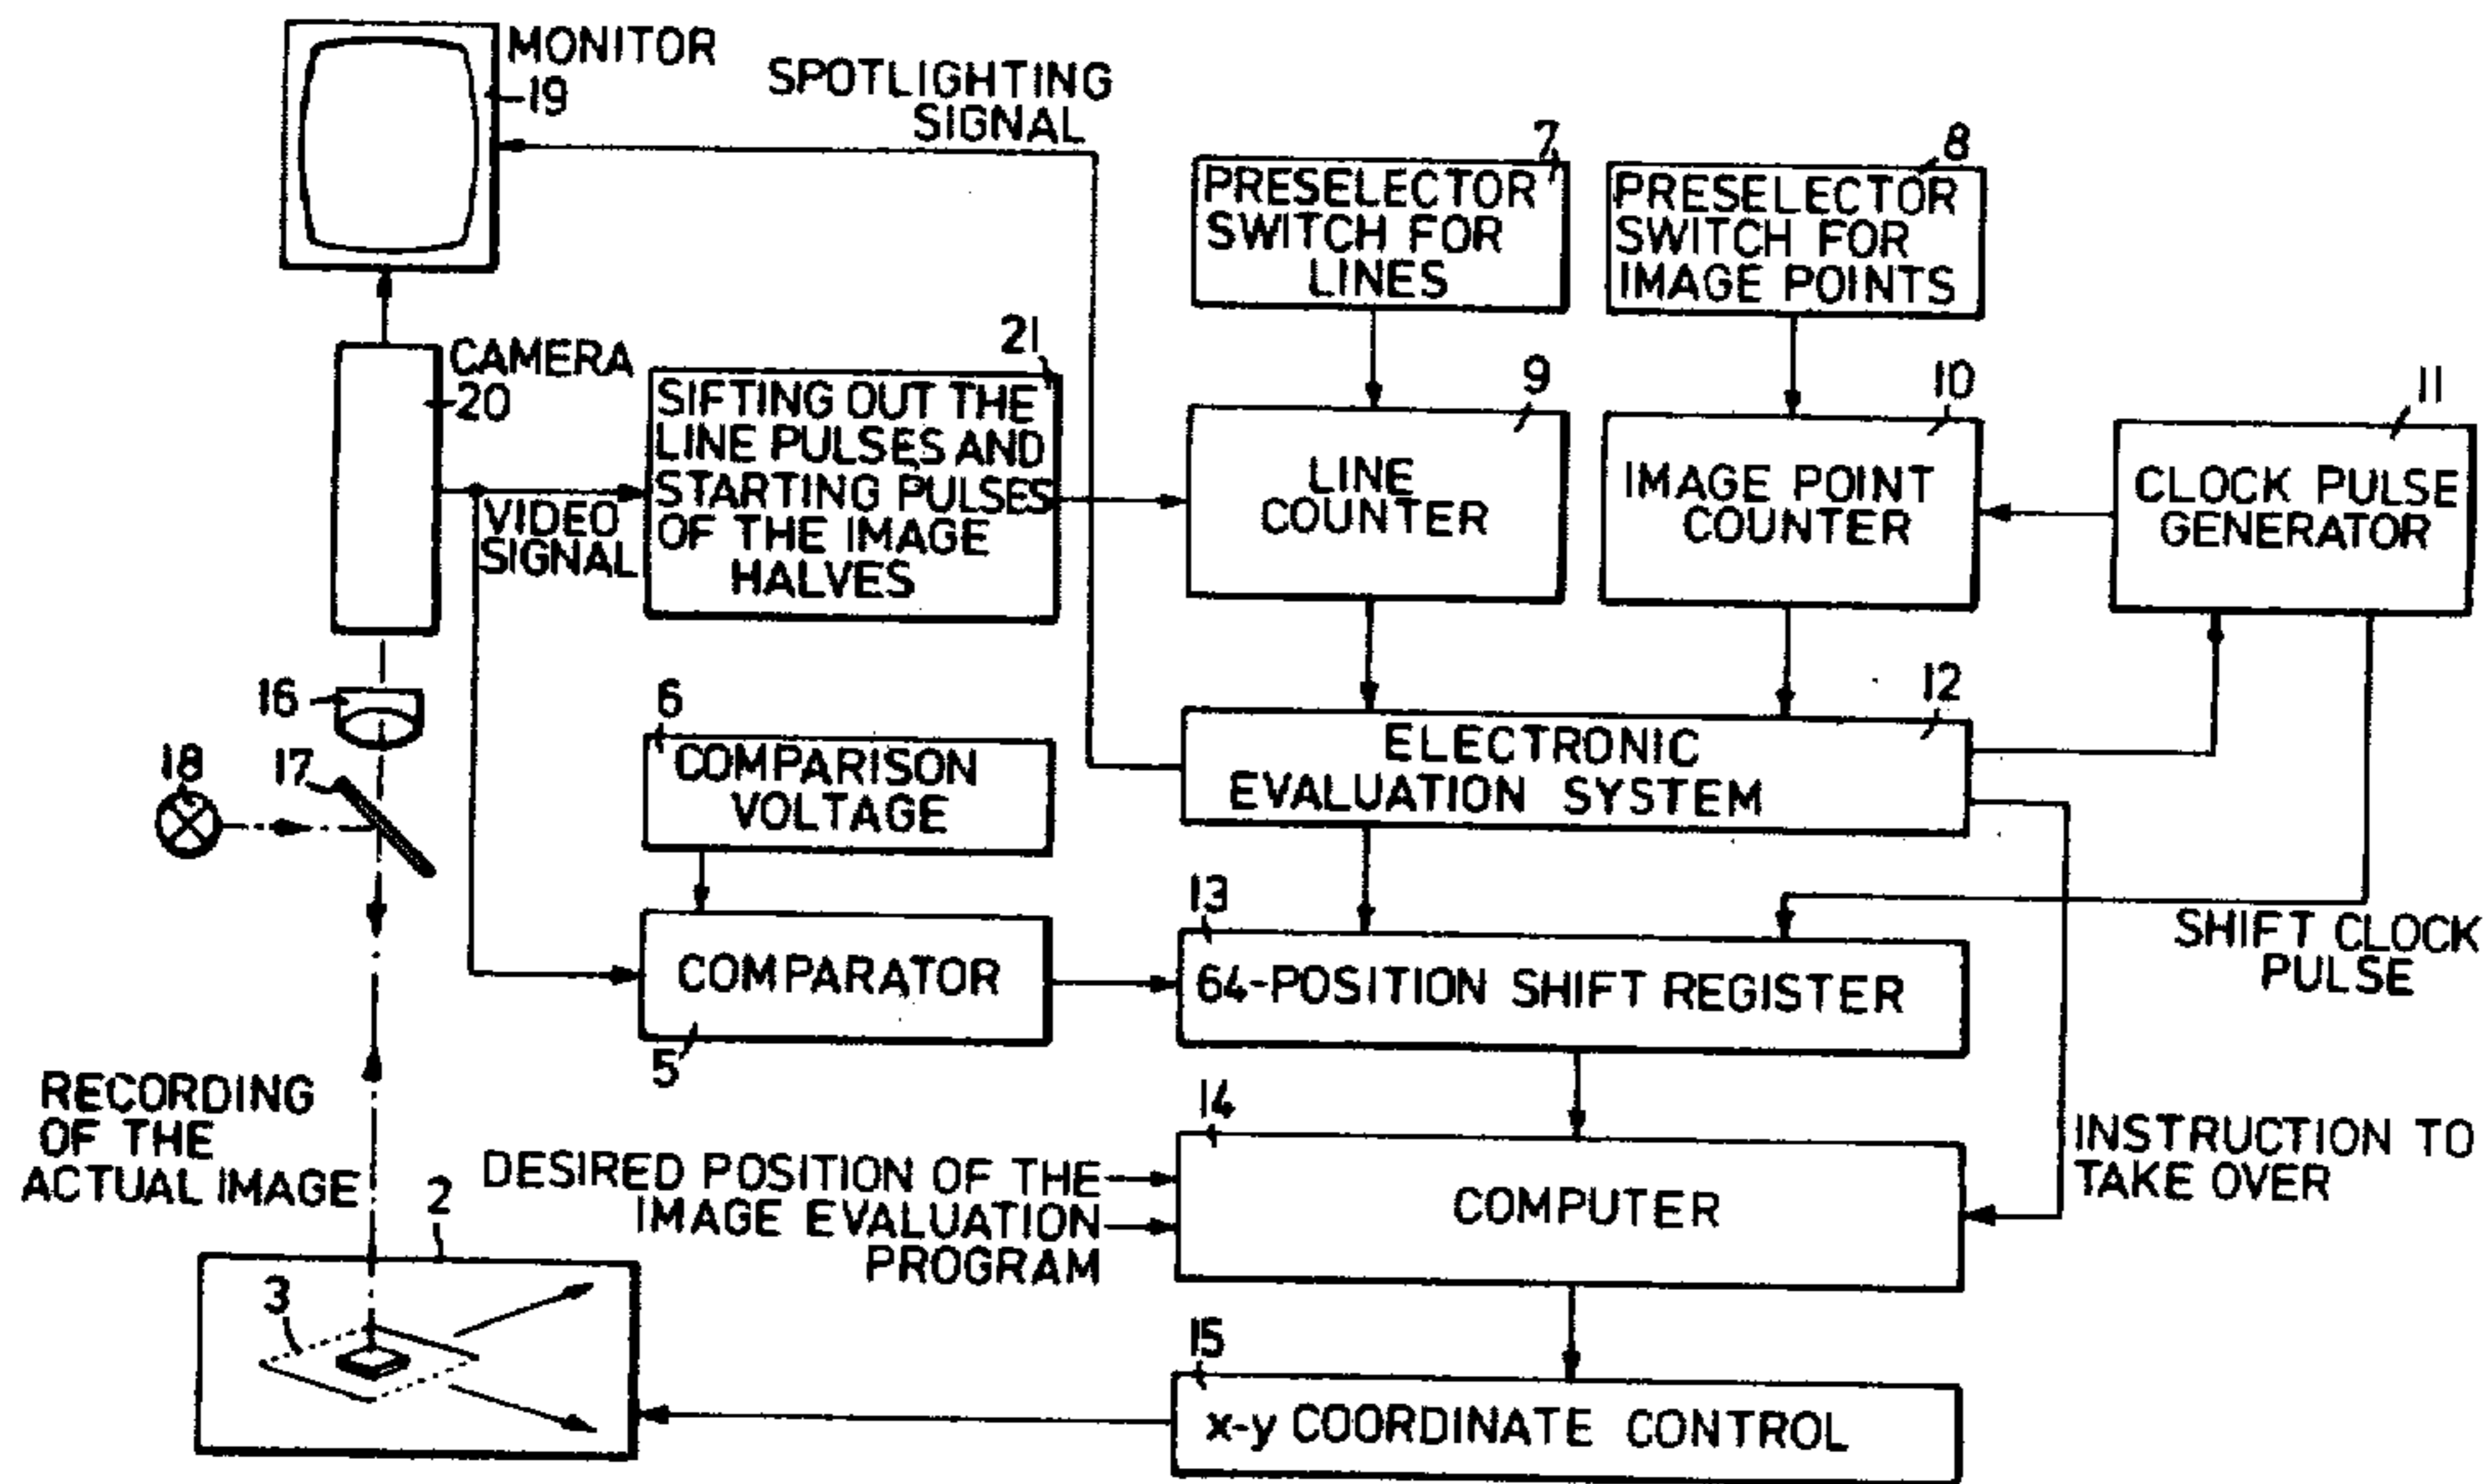 MONITOR
19
SPOTLIGHTING
SIGNAL
7
PRESELECTOR
SWITCH FOR
LINES
8
PRESELECTOR
SWITCH FOR
IMAGE POINTS
CAMERA
20
21
SIFTING OUT THE
LINE PULSES AND
STARTING PULSES
OF THE IMAGE
HALVES
VIDEO
SIGNAL
9
LINE
COUNTER
10
IMAGE POINT
COUNTER
11
CLOCK PULSE
GENERATOR
16
17
18
6
COMPARISON
VOLTAGE
12
ELECTRONIC
EVALUATION SYSTEM
COMPARATOR
5
13
64-POSITION SHIFT REGISTER
SHIFT CLOCK
PULSE
RECORDING
OF THE
ACTUAL IMAGE
14
DESIRED POSITION OF THE
IMAGE EVALUATION
PROGRAM
COMPUTER
INSTRUCTION TO
TAKE OVER
2
3
15
x-y COORDINATE CONTROL